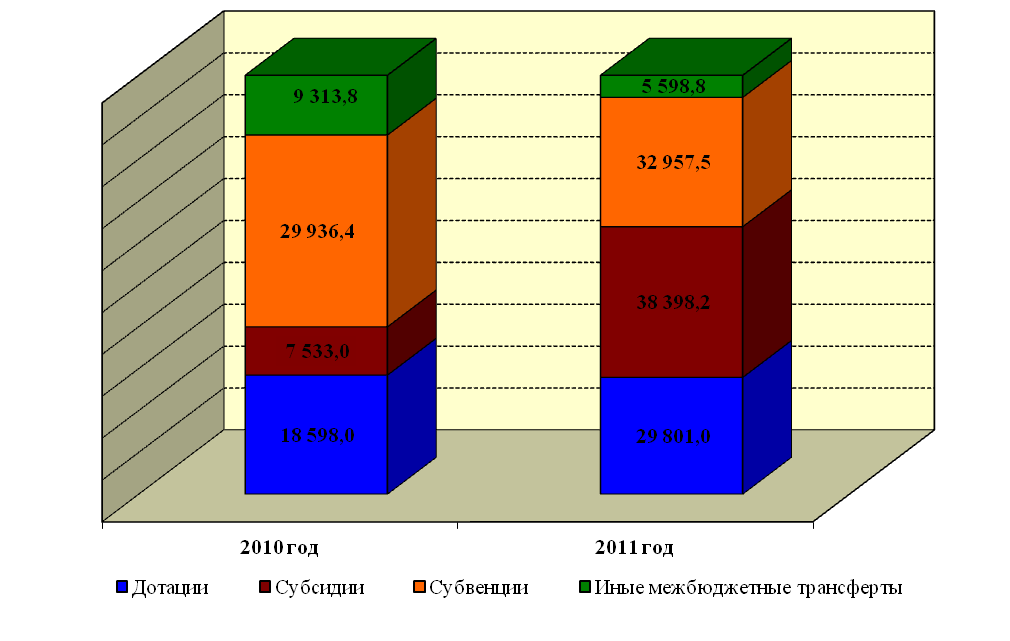 9 313,8
5 598,8
29 936,4
32 957,5
7 533,0
38 398,2
18 598,0
29 801,0
2010 год
2011 год
Дотации
Субсидии
Субвенции
Иные межбюджетные трансферты